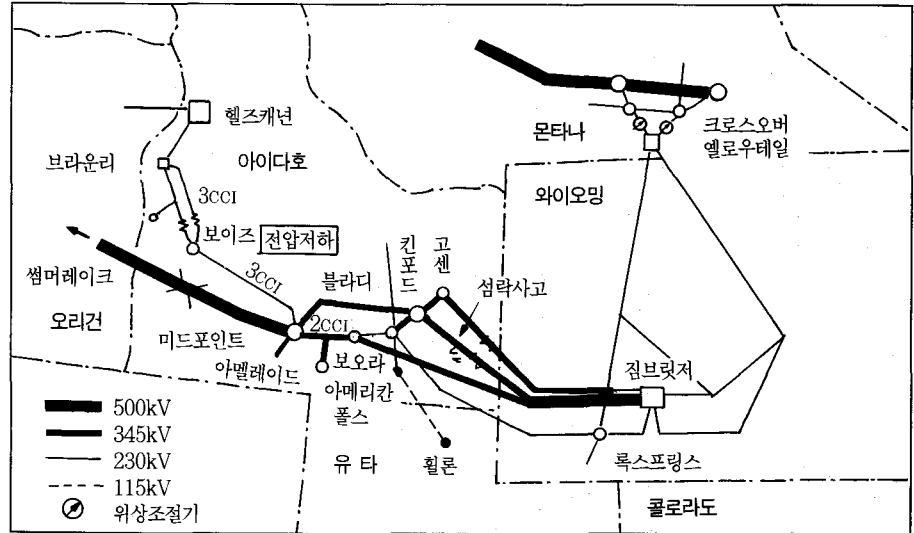 헬즈캐년
브라운리
아이다호
3CCI
보이즈
전압저하
3CCI
썸머레이크
오리건
미드포인트
아멜레이드
블라디
2CCI
보오라
아메리칸
폴스
킨포드
고센
섬락사고
유 타
휠론
몬타나
크로스오버
옐로우테일
와이오밍
짐브릿저
록스프링스
콜로라도
500kV
345kV
230kV
115kV
위상조절기